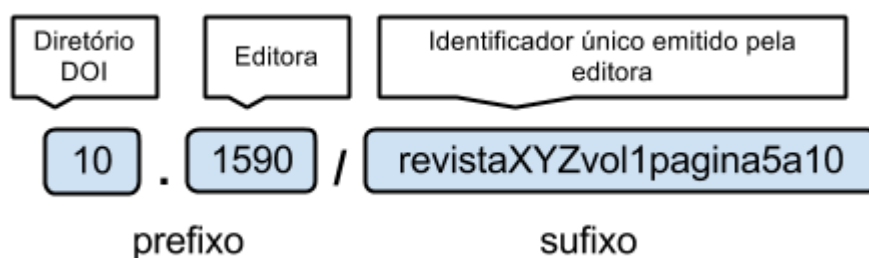 Diretório
DOI
Editora
Identificador único emitido pela
editora
10 . 1590 / revistaXYZvol1pagina5a10
prefixo sufixo